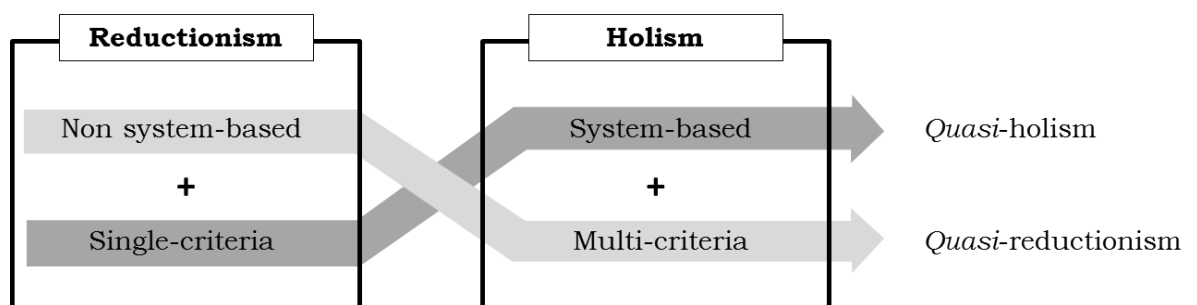 Reductionism
Holism
Non system-based
System-based
Quasi-holism
+
+
Single-criteria
Multi-criteria
Quasi-reductionism